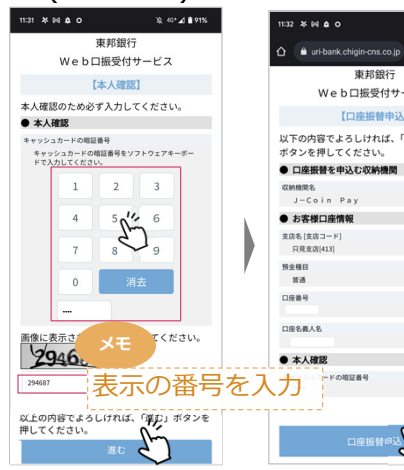 11:31
91%
東邦銀行
Ｗｅｂ口振受付サービス
【本人確認】
本人確認のため必ず入力してください。
● 本人確認
キャッシュカードの暗証番号
キャッシュカードの暗証番号をソフトウェアキーボー
ドで入力してください。
1 2 3
4 5 6
7 8 9
0 消去
....
画像に表示さ
てください。
メモ
294687
表示の番号を入力
以上の内容でよろしければ、「進む」ボタンを
押してください。
進む
11:32
uri-bank.chigin-cns.co.jp
東邦銀行
Ｗｅｂ口振受付サー
【口座振替申込
以下の内容でよろしければ、「
ボタンを押してください。
● 口座振替を申込む収納機関
収納機関名
Ｊ−Ｃｏｉｎ Ｐａｙ
● お客様口座情報
支店名 [支店コード]
只見支店[413]
預金種目
普通
口座番号
口座名義人名
● 本人確認
ードの暗証番号
口座振替申込